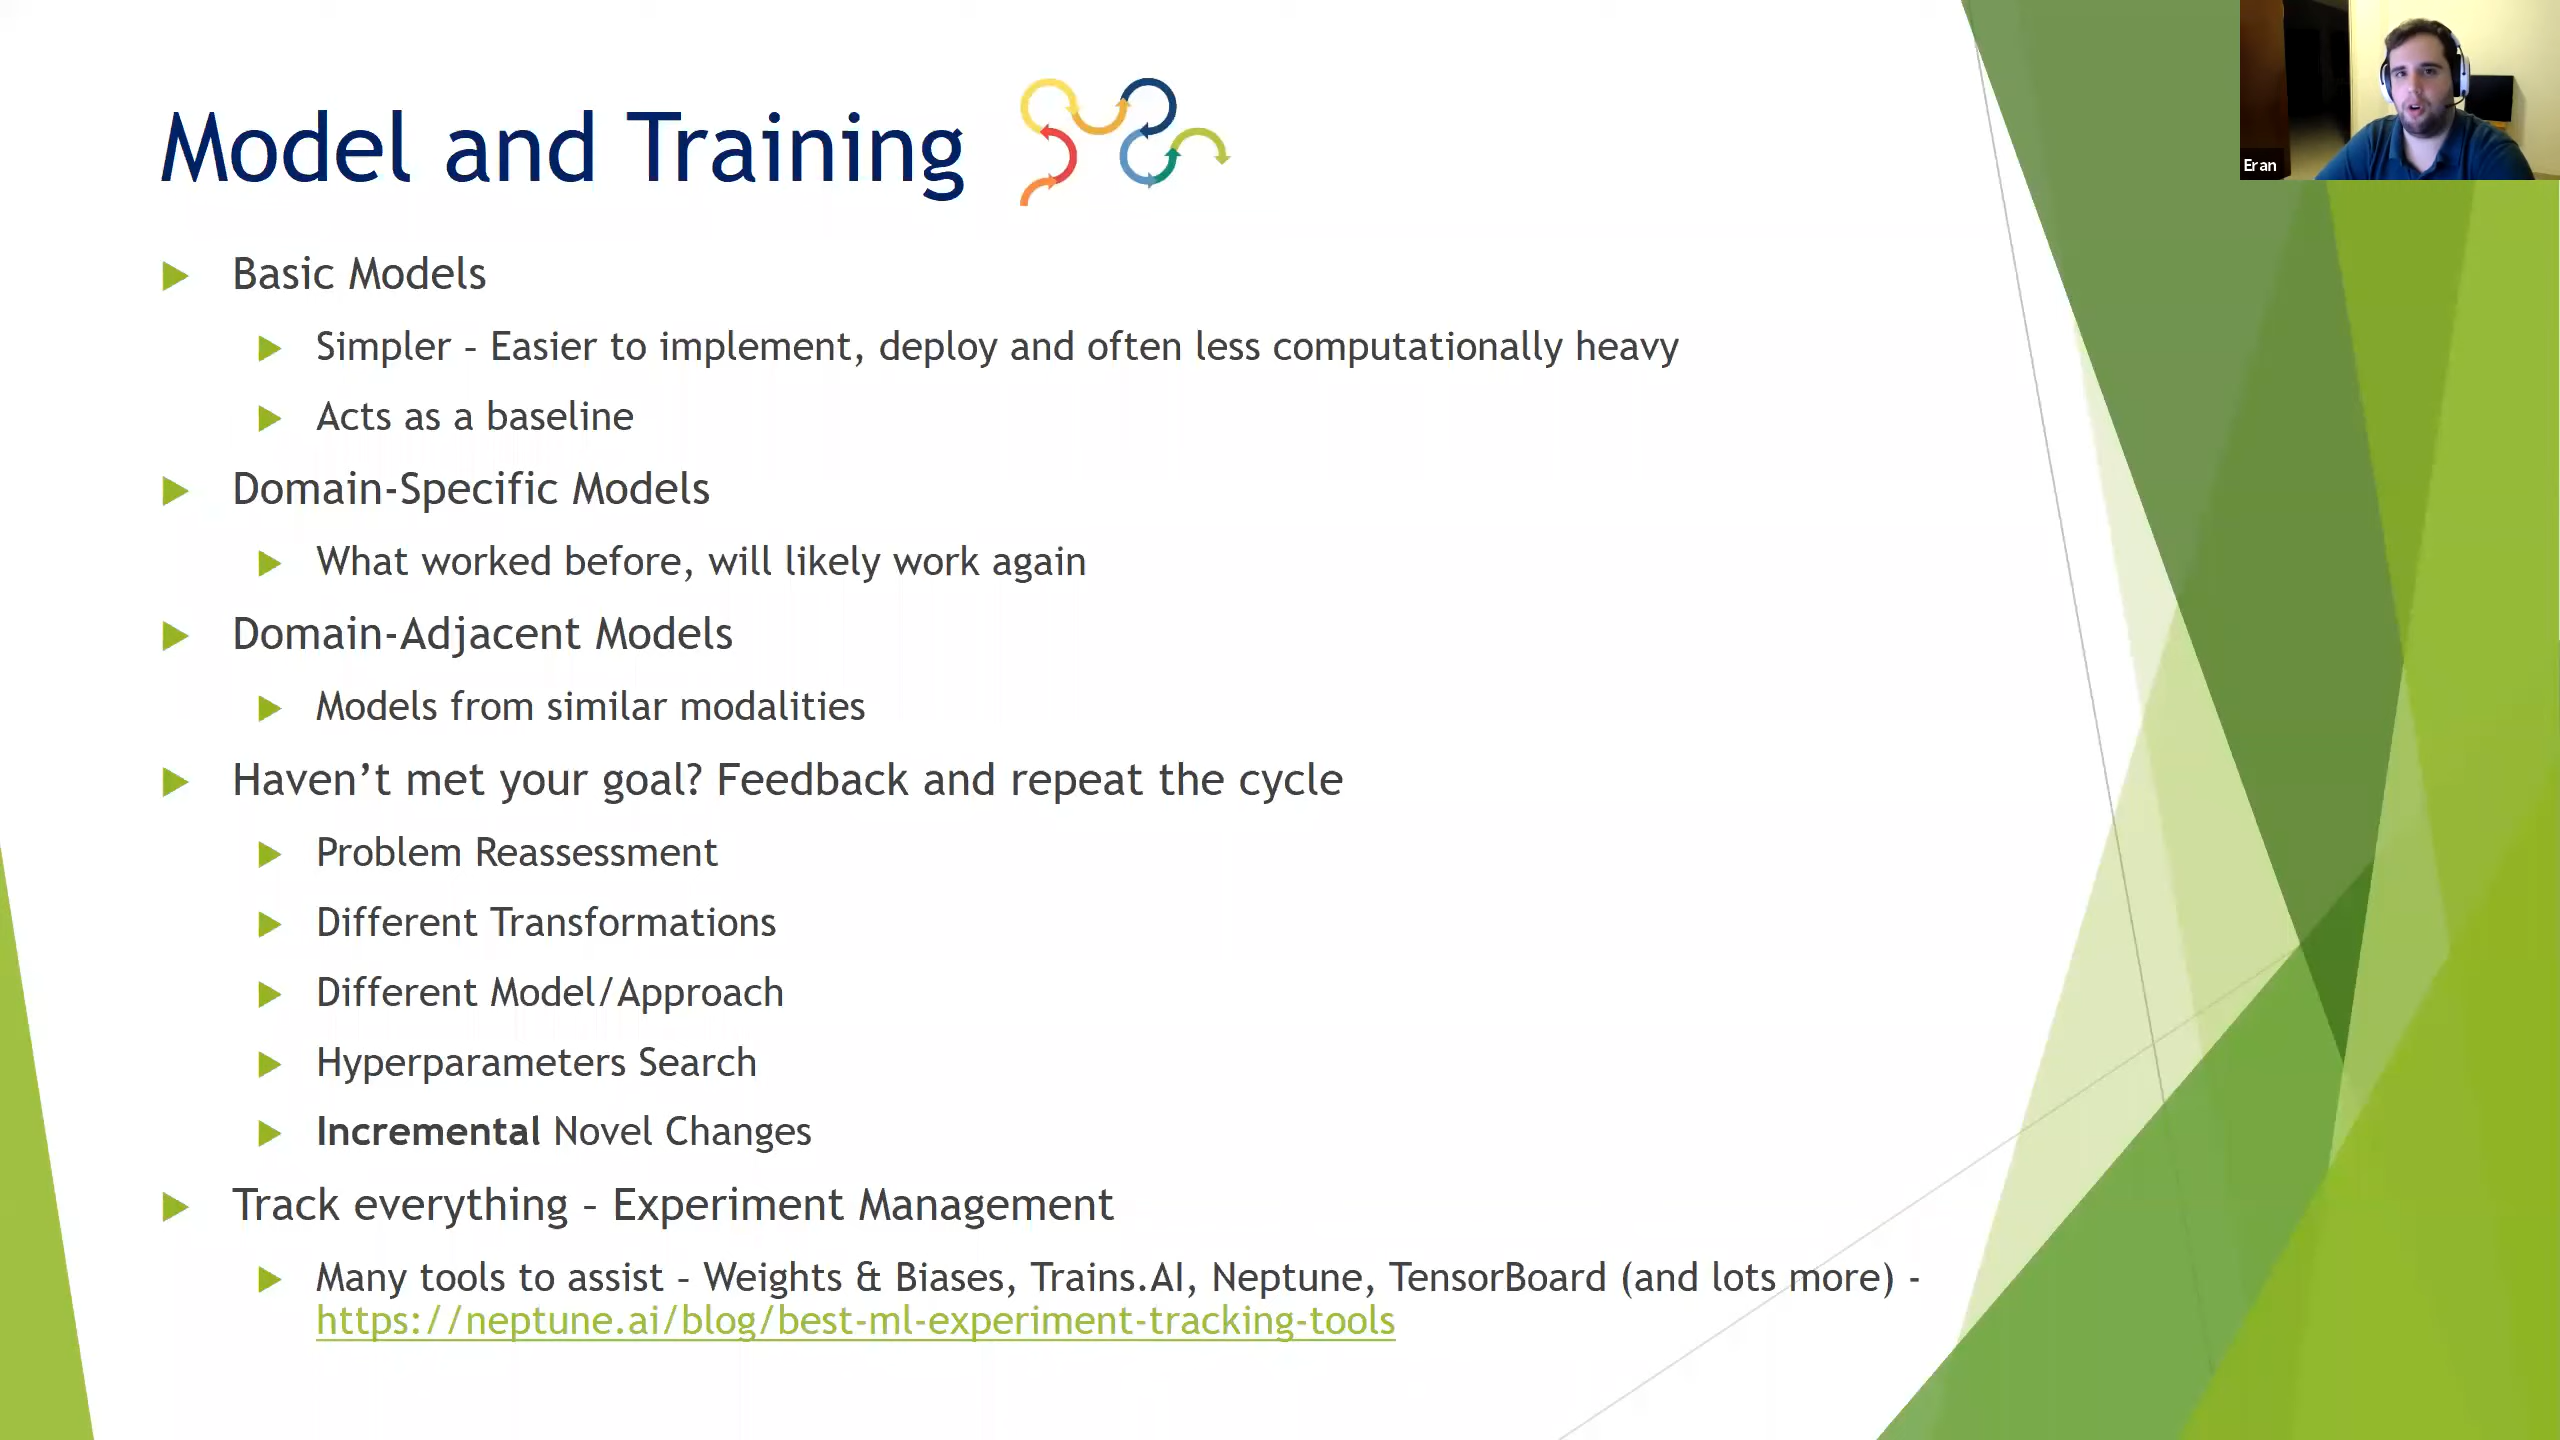 Model and Training
Eran
Basic Models
Simpler – Easier to implement, deploy and often less computationally heavy
Acts as a baseline
Domain-Specific Models
What worked before, will likely work again
Domain-Adjacent Models
Models from similar modalities
Haven’t met your goal? Feedback and repeat the cycle
Problem Reassessment
Different Transformations
Different Model/Approach
Hyperparameters Search
Incremental Novel Changes
Track everything – Experiment Management
Many tools to assist – Weights & Biases, Trains.AI, Neptune, TensorBoard (and lots more) -
https://neptune.ai/blog/best-ml-experiment-tracking-tools